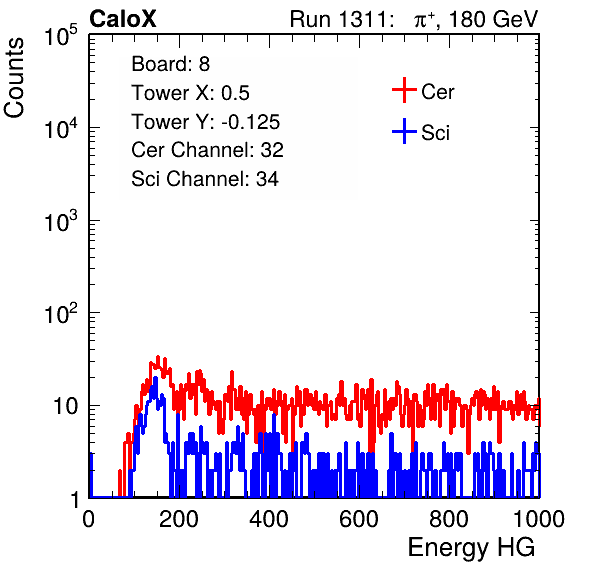 CaloX Run 1311: π⁺, 180 GeV
Counts
Board: 8
Tower X: 0.5
Tower Y: -0.125
Cer Channel: 32
Sci Channel: 34
Cer
Sci
10⁵
10⁴
10³
10²
10
1
0 200 400 600 800 1000
Energy HG